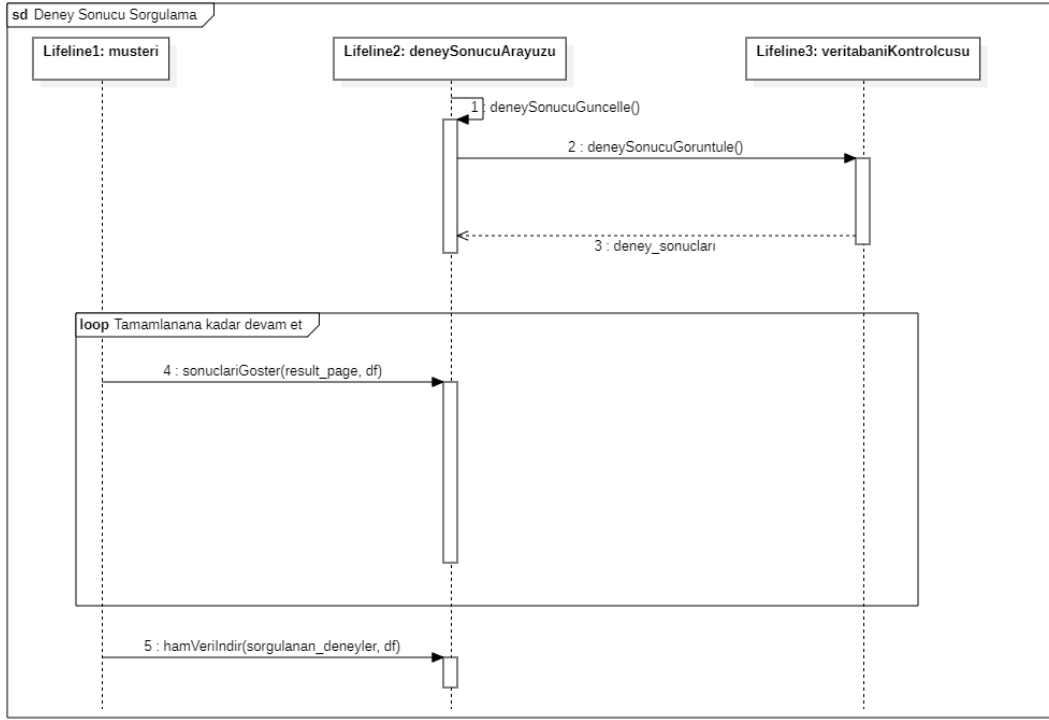 sd Deney Sonucu Sorgulama
Lifeline1: musteri
Lifeline2: deneySonucuArayuzu
Lifeline3: veritabaniKontrolcusu
1 : deneySonucuGuncelle()
2 : deneySonucuGoruntule()
3 : deney_sonucları
loop Tamamlanana kadar devam et
4 : sonuclariGoster(result_page, df)
5 : hamVeriIndir(sorgulanan_deneyler, df)